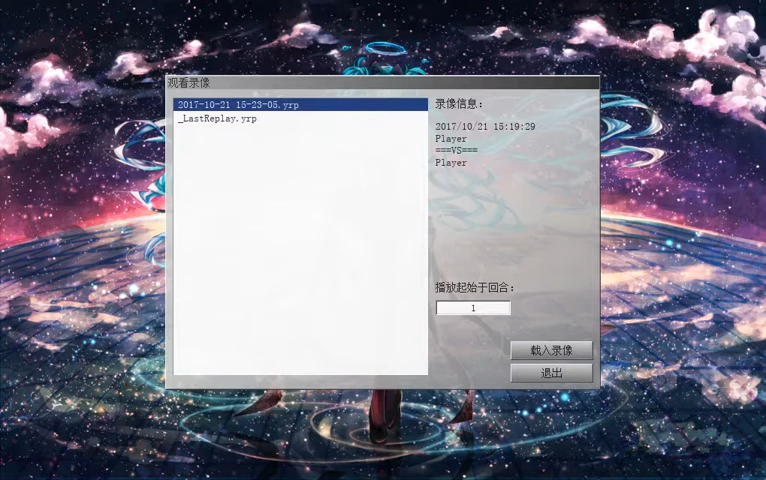 观看录像
2017-10-21 15-23-05.yrp
_LastReplay.yrp
录像信息：
2017/10/21 15:19:29
Player
===VS===
Player
播放起始于回合：
1
载入录像
退出